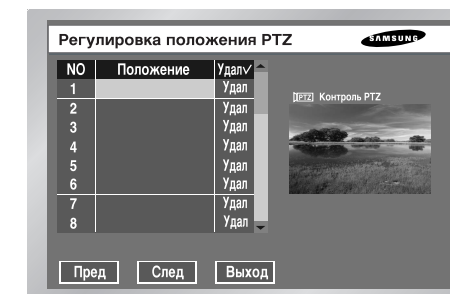 Регулировка положения PTZ
SAMSUNG
NO Положение Удал✓
1 Удал
2 Удал
3 Удал
4 Удал
5 Удал
6 Удал
7 Удал
8 Удал
[PTZ] Контроль PTZ
Пред След Выход